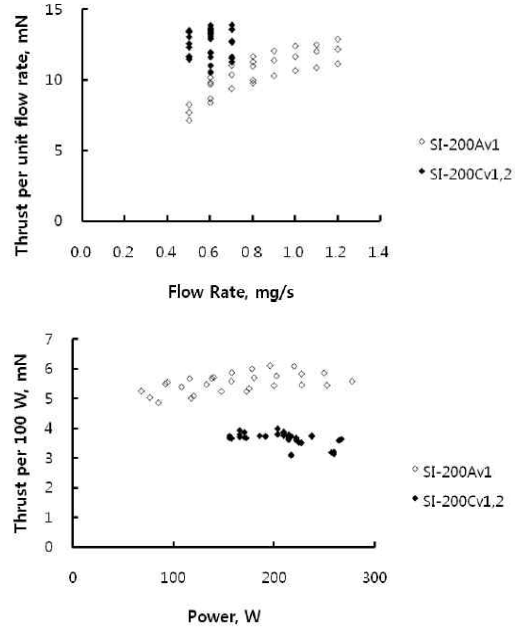 Thrust per unit flow rate, mN
15
10
5
0
0.0 0.2 0.4 0.6 0.8 1.0 1.2 1.4
Flow Rate, mg/s
SI-200Av1
SI-200Cv1,2
Thrust per 100 W, mN
7
6
5
4
3
2
1
0
0 100 200 300
Power, W
SI-200Av1
SI-200Cv1,2